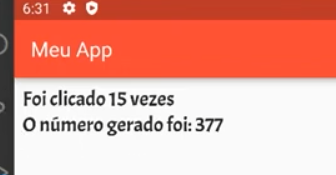 6:31
Meu App
Foi clicado 15 vezes
O número gerado foi: 377